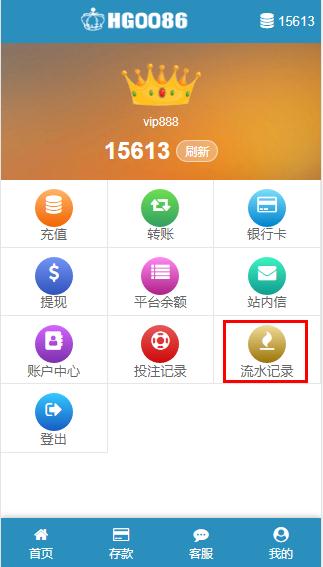 HG0086
15613
vip888
15613 刷新
充值 转账 银行卡
提现 平台余额 站内信
账户中心 投注记录 流水记录
登出
首页 存款 客服 我的